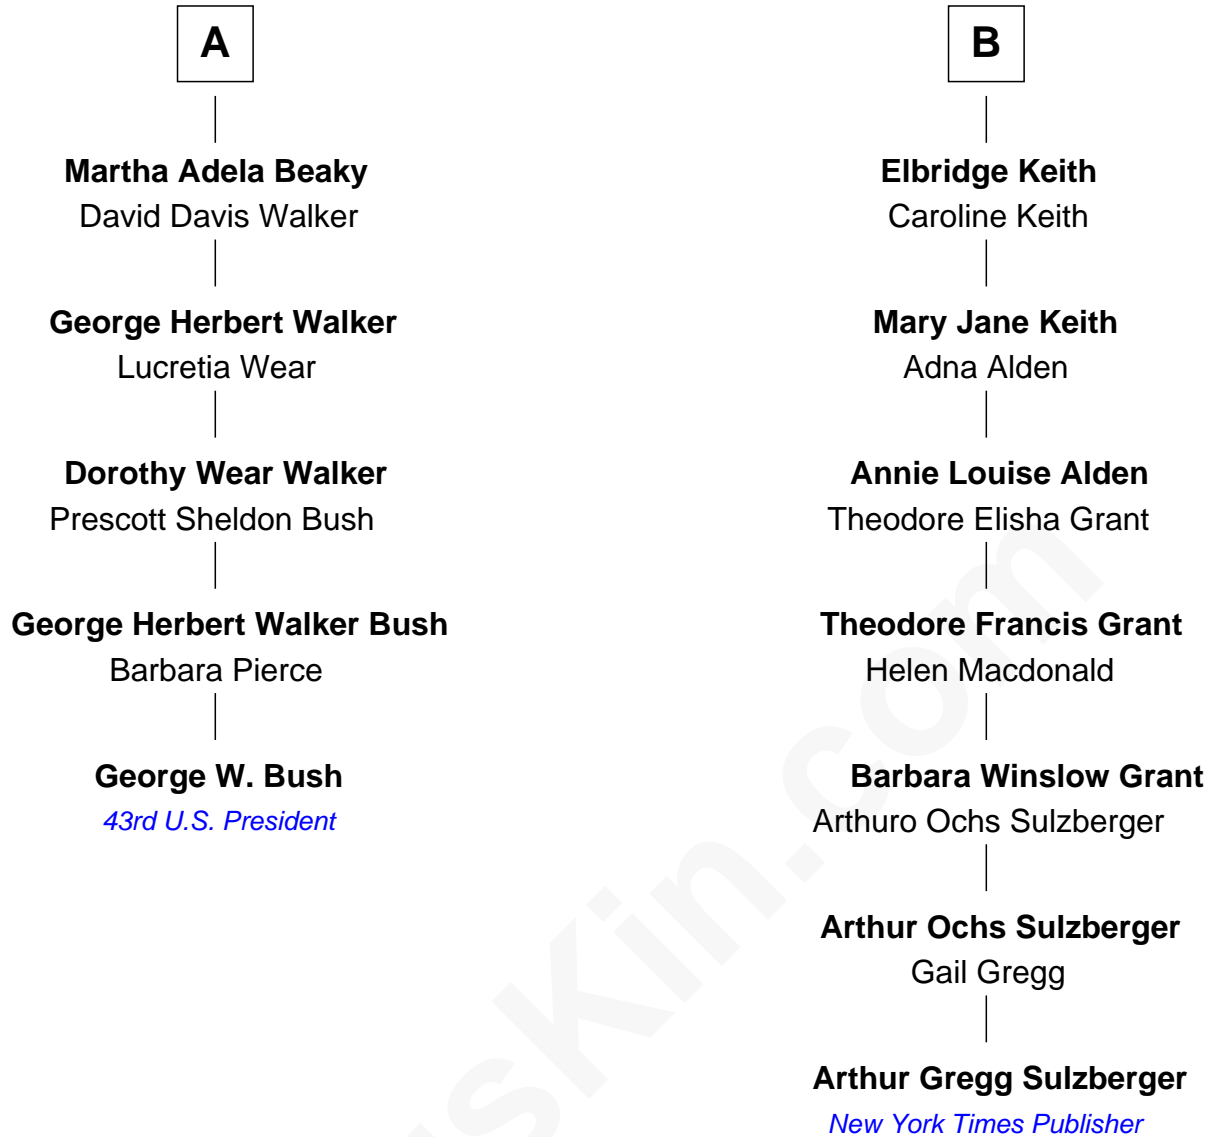 A
Martha Adela Beaky
David Davis Walker
George Herbert Walker
Lucretia Wear
Dorothy Wear Walker
Prescott Sheldon Bush
George Herbert Walker Bush
Barbara Pierce
George W. Bush
43rd U.S. President
B
Elbridge Keith
Caroline Keith
Mary Jane Keith
Adna Alden
Annie Louise Alden
Theodore Elisha Grant
Theodore Francis Grant
Helen Macdonald
Barbara Winslow Grant
Arthuro Ochs Sulzberger
Arthur Ochs Sulzberger
Gail Gregg
Arthur Gregg Sulzberger
New York Times Publisher
usKin.com